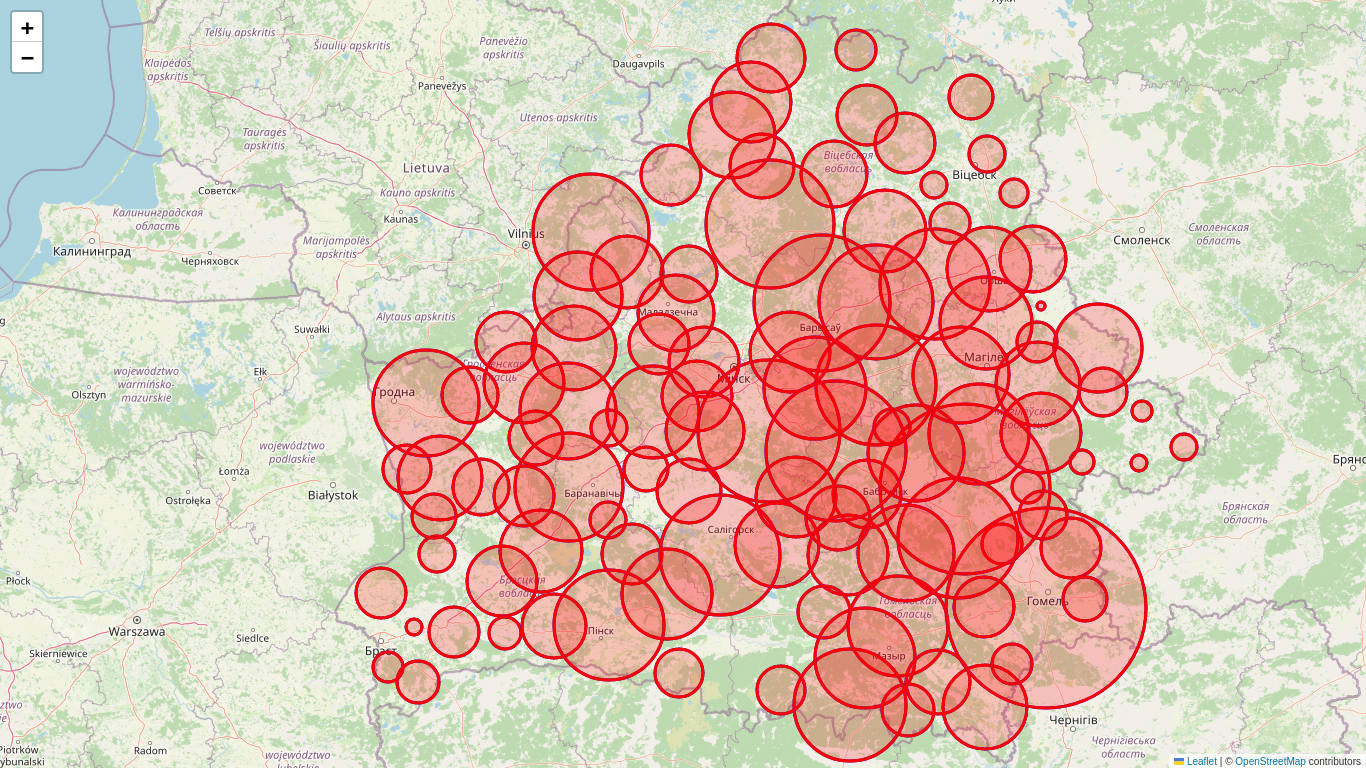 +
−
Telšių apskritis
Šiaulių apskritis
Panevėžio
apskritis
Klaipėdos
apskritis
Panevėžys
Daugavpils
Utenos apskritis
Tauragės
apskritis
Lietuva
Kauno apskritis
Советск
Калининградская
область
Kaunas
Vilnius
Marijampolės
apskritis
Калининград
Черняховск
Alytaus apskritis
Suwałki
Віцебская
вобласць
Віцебск
Смоленск
Смоленская
область
Орша
Маладзечна
Барысаў
Мінск
Магілёў
Магілёўская
вобласць
Гродзенская
вобласць
Гродна
województwo
warmińsko-
mazurskie
Ełk
Olsztyn
województwo
podlaskie
Łomża
Ostrołęka
Białystok
Баранавічы
Бабруйск
Салігорск
Брянская
область
Płock
Брэсцкая
вобласць
Гомельская
вобласць
Гомель
Warszawa
Siedlce
Skierniewice
Брэст
Пінск
Мазыр
Чернігів
Чернігівська
область
Radom
województwo
lubelskie
Piotrków
Leaflet | © OpenStreetMap contributors